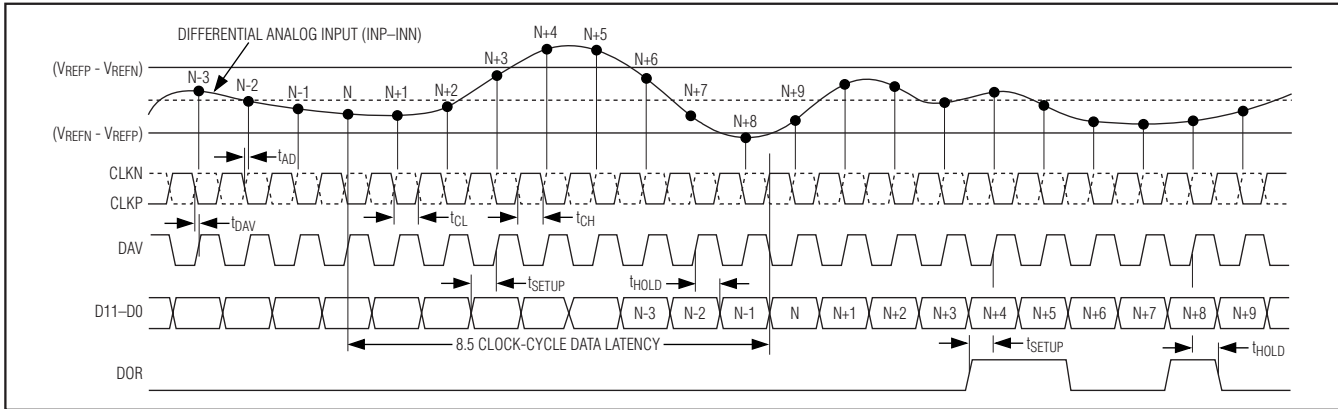 DIFFERENTIAL ANALOG INPUT (INP–INN)
(VREFP - VREFN)
(VREFN - VREFP)
N-3
N-2
N-1
N
N+1
N+2
N+3
N+4
N+5
N+6
N+7
N+8
N+9
tAD
CLKN
CLKP
tDAV
tCL
tCH
DAV
tSETUP
tHOLD
D11–D0
N-3
N-2
N-1
N
N+1
N+2
N+3
N+4
N+5
N+6
N+7
N+8
N+9
8.5 CLOCK-CYCLE DATA LATENCY
tSETUP
tHOLD
DOR